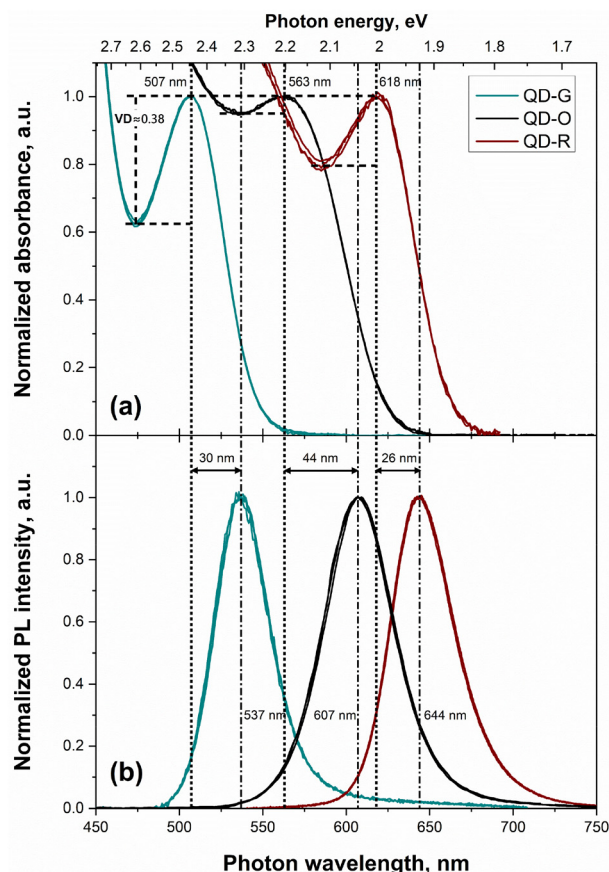 Photon energy, eV
2.7 2.6 2.5 2.4 2.3 2.2 2.1 2 1.9 1.8 1.7
507 nm 563 nm 618 nm
QD-G
QD-O
QD-R
VD≈0.38
Normalized absorbance, a.u.
1.0
0.8
0.6
0.4
0.2
0.0
(a)
30 nm 44 nm 26 nm
Normalized PL intensity, a.u.
1.0
0.8
0.6
0.4
0.2
0.0
537 nm 607 nm 644 nm
(b)
450 500 550 600 650 700 750
Photon wavelength, nm